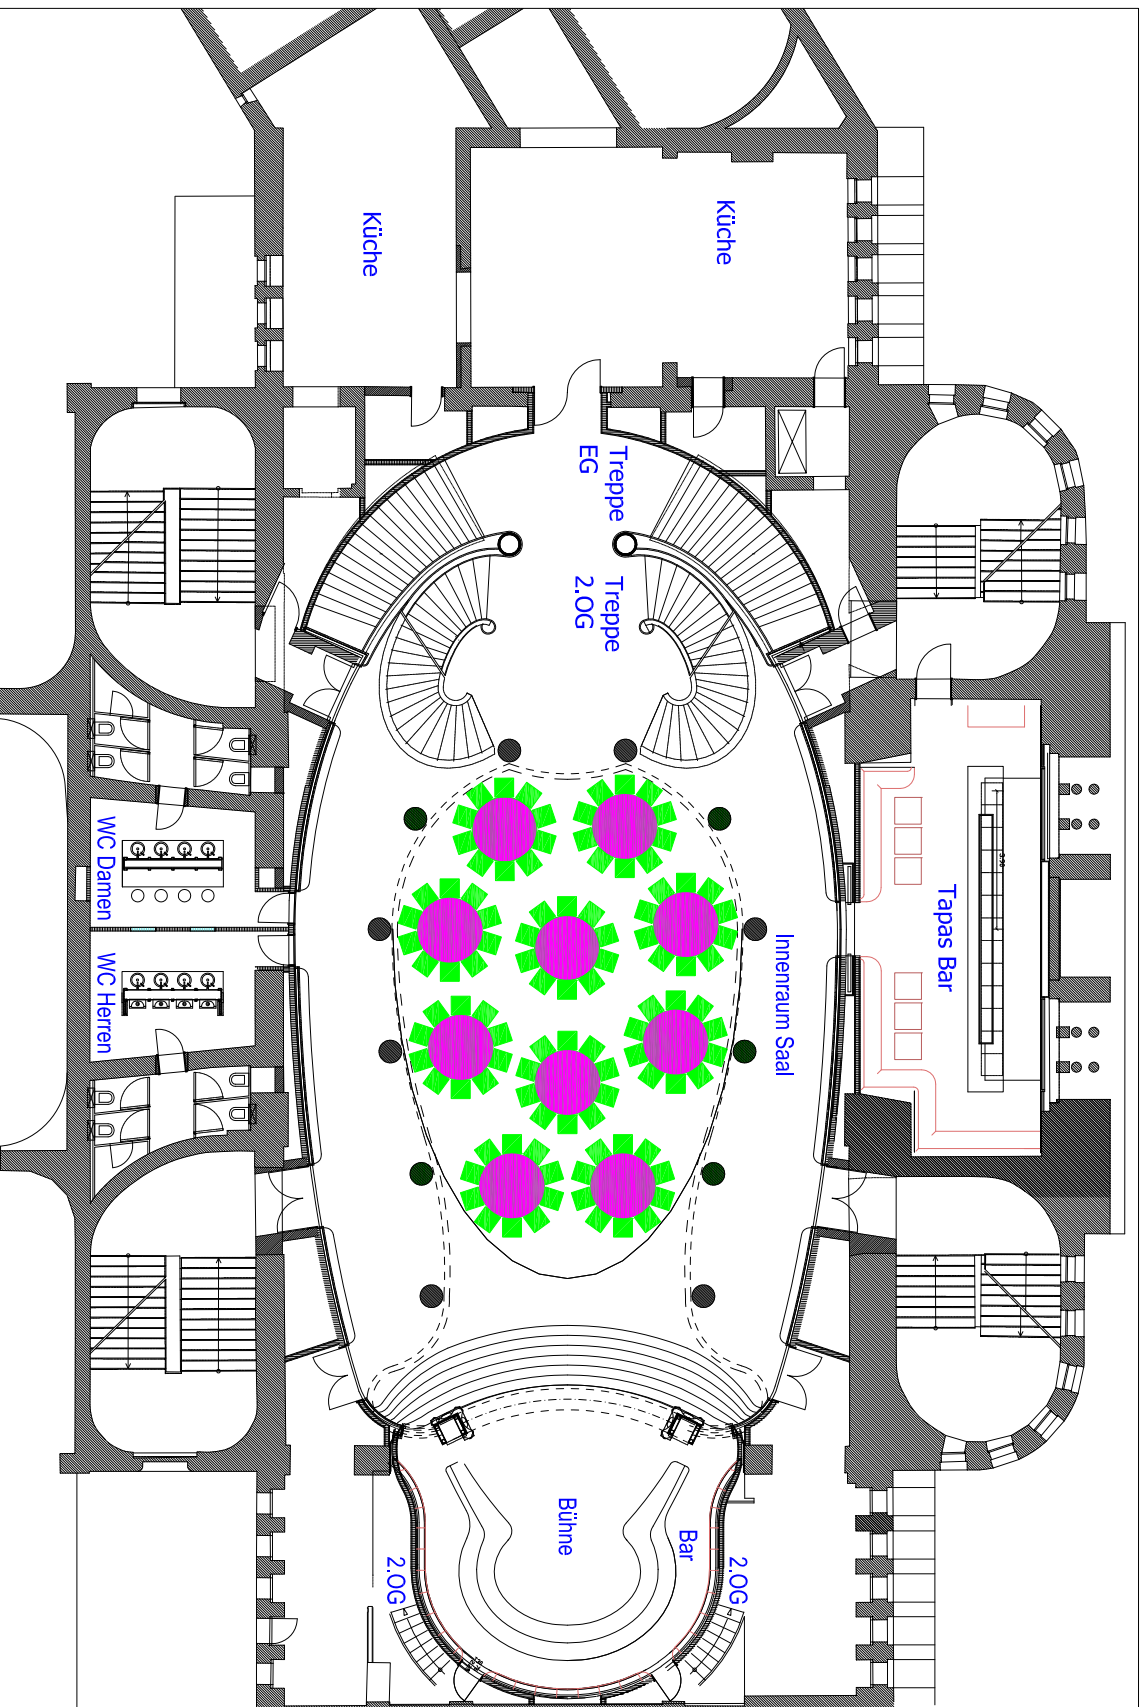 Küche
Küche
Treppe
EG
Treppe
2.OG
Tapas Bar
Innenraum Saal
WC Damen
WC Herren
Bühne
Bar
2.OG
2.OG